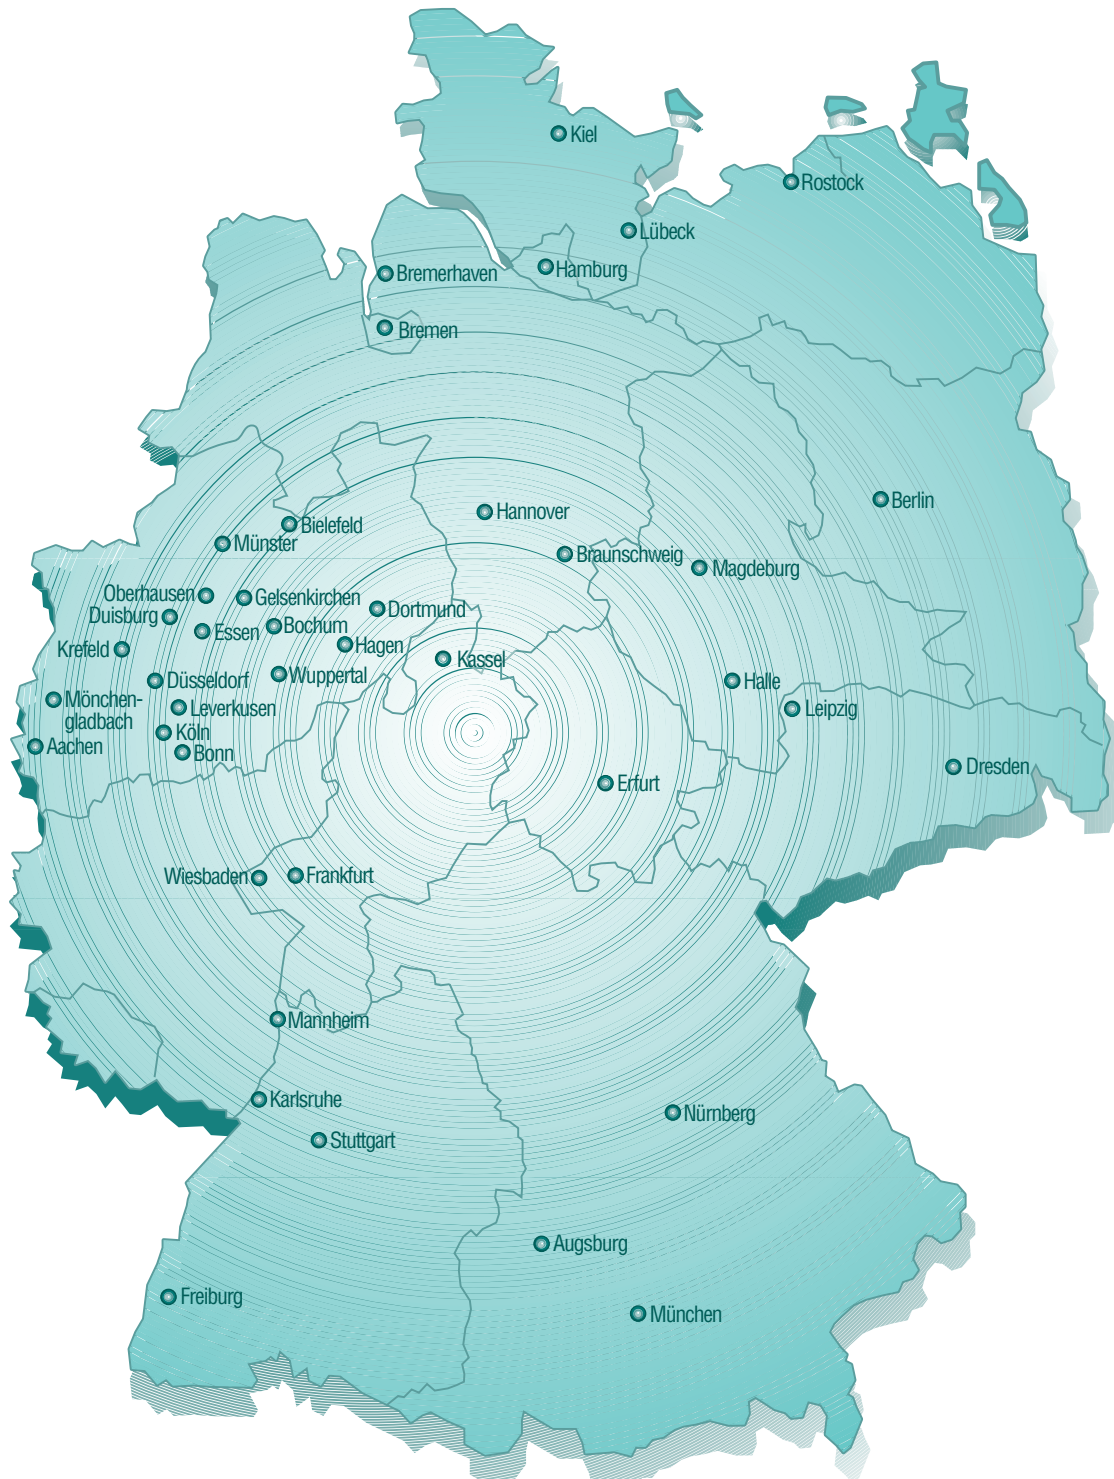 Kiel
Rostock
Lübeck
Hamburg
Bremerhaven
Bremen
Berlin
Hannover
Bielefeld
Münster
Braunschweig
Magdeburg
Oberhausen
Gelsenkirchen
Dortmund
Duisburg
Essen
Bochum
Hagen
Krefeld
Kassel
Düsseldorf
Wuppertal
Halle
Mönchen-
gladbach
Leverkusen
Leipzig
Köln
Aachen
Bonn
Dresden
Erfurt
Wiesbaden
Frankfurt
Mannheim
Karlsruhe
Nürnberg
Stuttgart
Augsburg
Freiburg
München